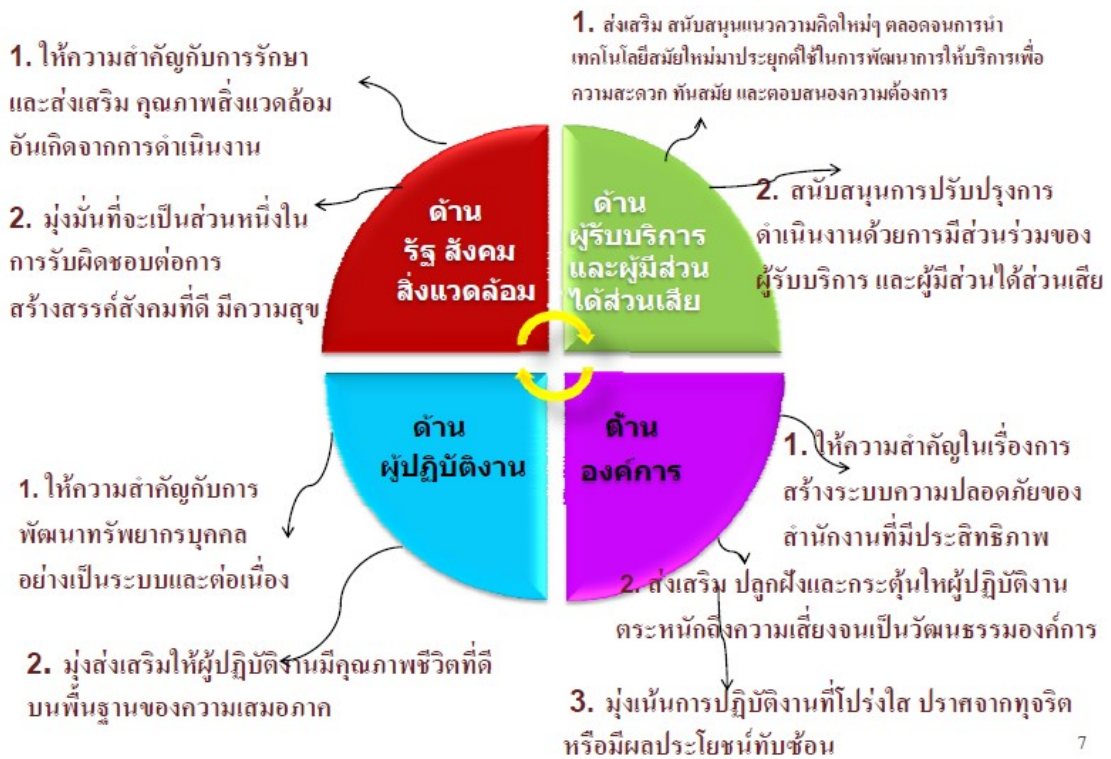 1. ให้ความสำคัญกับการรักษา
และส่งเสริม คุณภาพสิ่งแวดล้อม
อันเกิดจากการดำเนินงาน
2. มุ่งมั่นที่จะเป็นส่วนหนึ่งใน
การรับผิดชอบต่อการ
สร้างสรรค์สังคมที่ดี มีความสุข
1. ส่งเสริม สนับสนุนแนวความคิดใหม่ๆ ตลอดจนการนำ
เทคโนโลยีสมัยใหม่มาประยุกต์ใช้ในการพัฒนาการให้บริการเพื่อ
ความสะดวก ทันสมัย และตอบสนองความต้องการ
2. สนับสนุนการปรับปรุงการ
ดำเนินงานด้วยการมีส่วนร่วมของ
ผู้รับบริการ และผู้มีส่วนได้ส่วนเสีย
ด้าน
รัฐ สังคม
สิ่งแวดล้อม
ด้าน
ผู้รับบริการ
และผู้มีส่วน
ได้ส่วนเสีย
ด้าน
ผู้ปฏิบัติงาน
ด้าน
องค์การ
1. ให้ความสำคัญกับการ
พัฒนาทรัพยากรบุคคล
อย่างเป็นระบบและต่อเนื่อง
2. มุ่งส่งเสริมให้ผู้ปฏิบัติงานมีคุณภาพชีวิตที่ดี
บนพื้นฐานของความเสมอภาค
1. ให้ความสำคัญในเรื่องการ
สร้างระบบความปลอดภัยของ
สำนักงานที่มีประสิทธิภาพ
2. ส่งเสริม ปลูกฝังและกระตุ้นใหผู้ปฏิบัติงาน
ตระหนักถึงความเสี่ยงจนเป็นวัฒนธรรมองค์การ
3. มุ่งเน้นการปฏิบัติงานที่โปร่งใส ปราศจากทุจริต
หรือมีผลประโยชน์ทับซ้อน
7